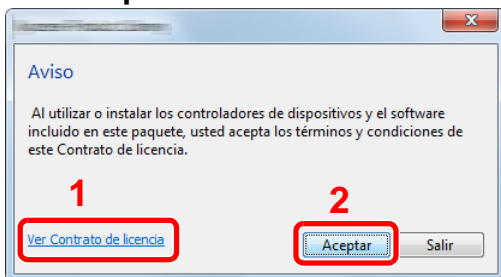 Aviso
Al utilizar o instalar los controladores de dispositivos y el software
incluido en este paquete, usted acepta los términos y condiciones de
este Contrato de licencia.
1
2
Ver Contrato de licencia
Aceptar
Salir